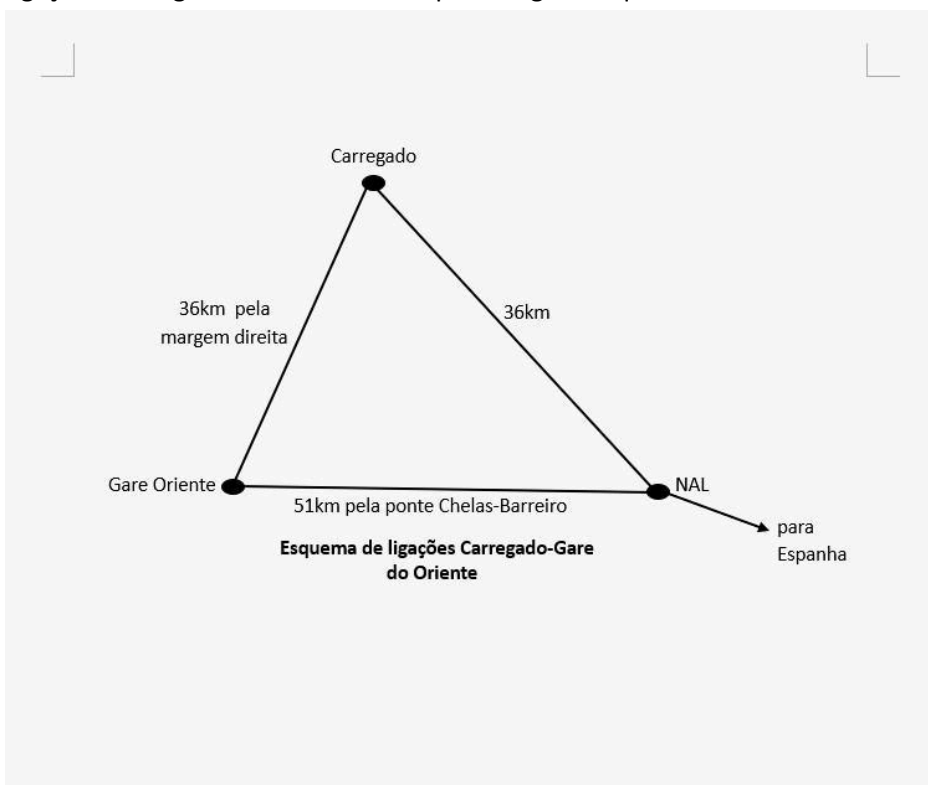 Carregado
36km pela
margem direita
36km
Gare Oriente
NAL
51km pela ponte Chelas-Barreiro
para
Espanha
Esquema de ligações Carregado-Gare
do Oriente